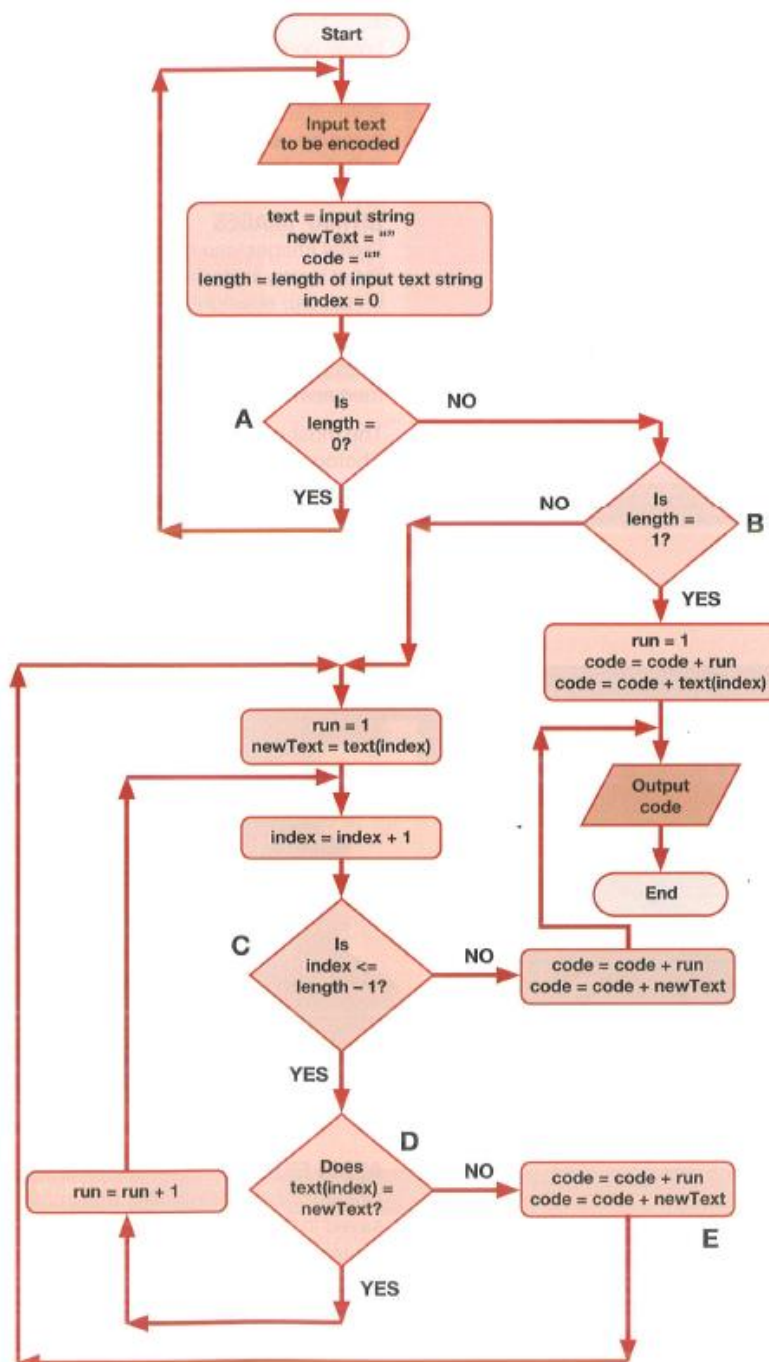 Start
Input text
to be encoded
text = input string
newText = “”
code = “”
length = length of input text string
index = 0
A
Is
length =
0?
NO
YES
B
Is
length =
1?
NO
YES
run = 1
code = code + run
code = code + text(index)
Output
code
End
run = 1
newText = text(index)
index = index + 1
C
Is
index <=
length – 1?
NO
code = code + run
code = code + newText
YES
D
Does
text(index) =
newText?
NO
code = code + run
code = code + newText
E
YES
run = run + 1